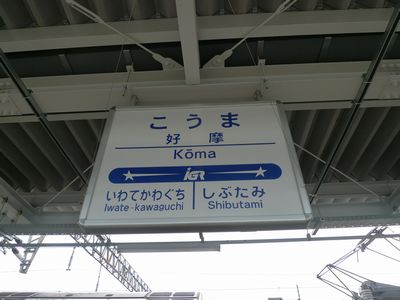 こうま
好摩
Kōma
IGR
いわてかわぐち しぶたみ
Iwate-kawaguchi Shibutami